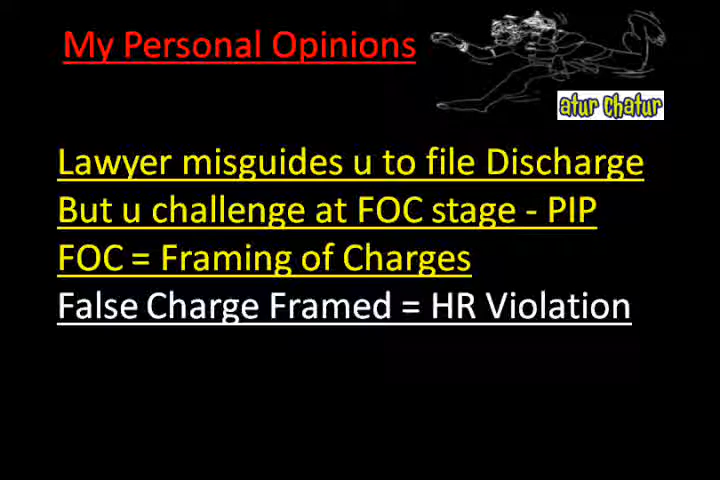 My Personal Opinions
atur chatur
Lawyer misguides u to file Discharge
But u challenge at FOC stage - PIP
FOC = Framing of Charges
False Charge Framed = HR Violation